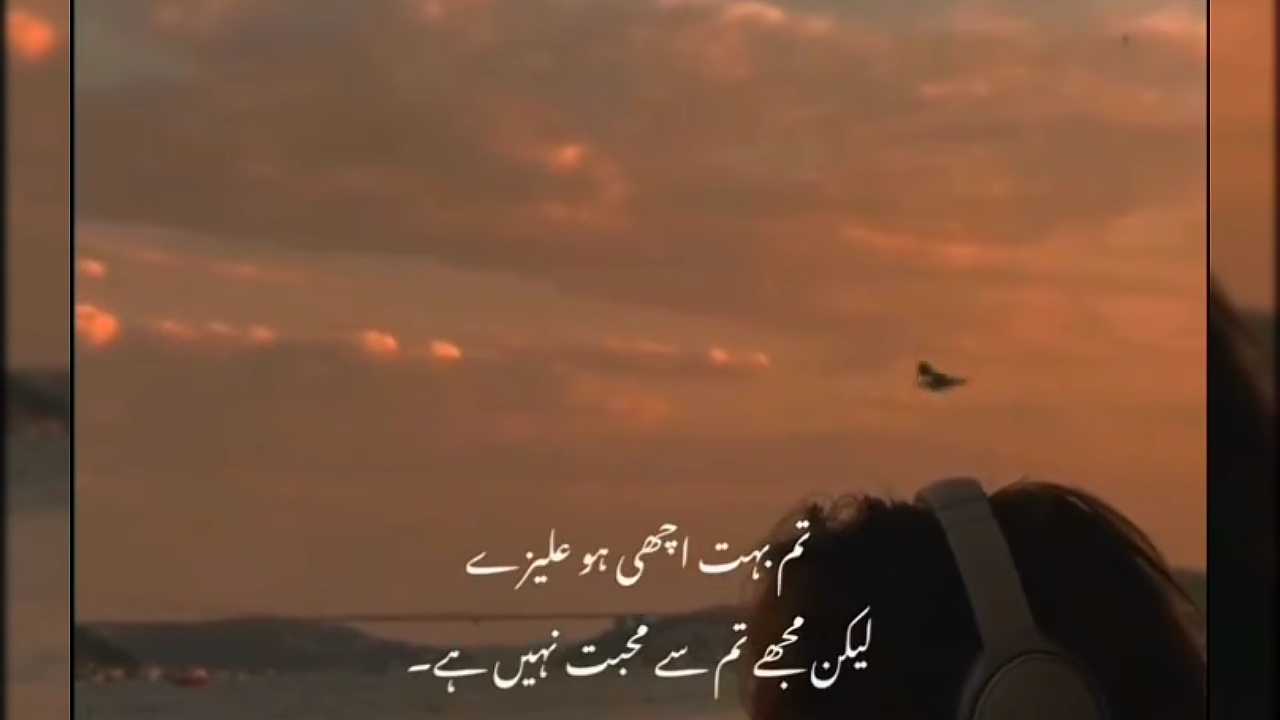 تم بہت اچھی ہو علیزے
لیکن مجھے تم سے محبت نہیں ہے۔